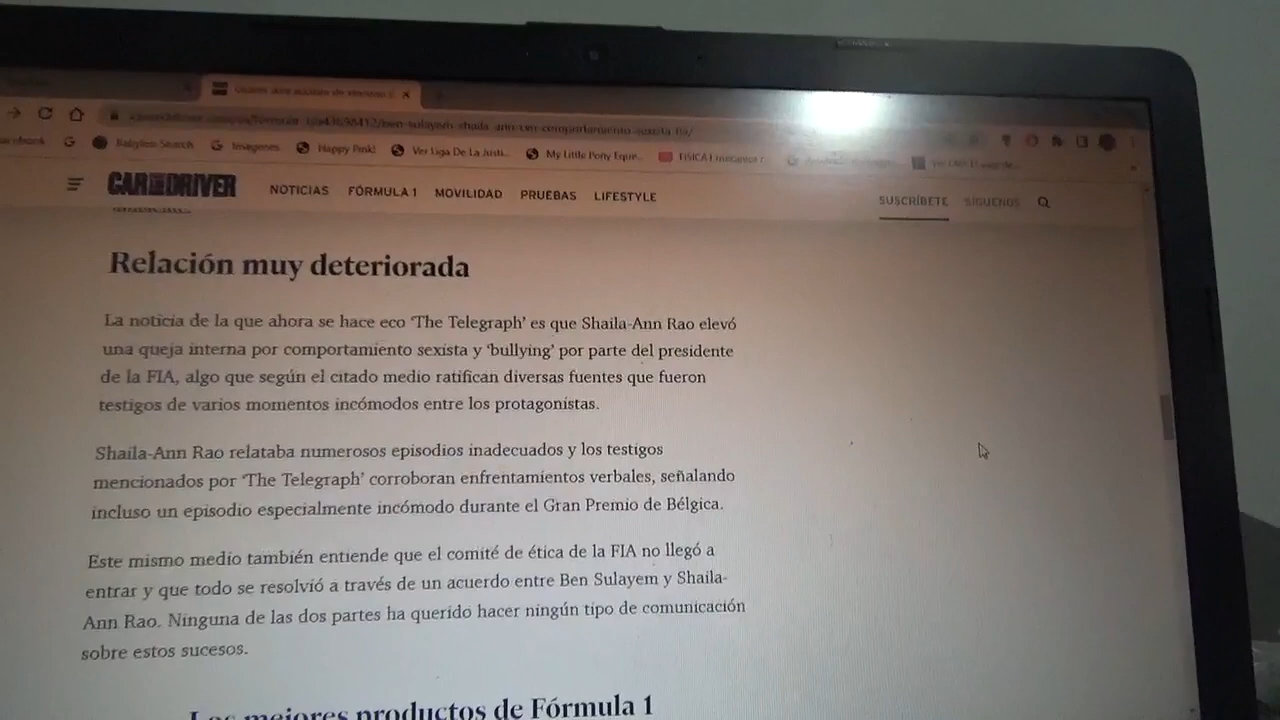 Babylon Search
Imágenes
Happy Pink!
Ver Liga De La Justi...
My Little Pony Eque...
CAR AND DRIVER
NOTICIAS
FÓRMULA 1
MOVILIDAD
PRUEBAS
LIFESTYLE
SUSCRÍBETE
SÍGUENOS
Relación muy deteriorada
La noticia de la que ahora se hace eco ‘The Telegraph’ es que Shaila-Ann Rao elevó
una queja interna por comportamiento sexista y ‘bullying’ por parte del presidente
de la FIA, algo que según el citado medio ratifican diversas fuentes que fueron
testigos de varios momentos incómodos entre los protagonistas.
Shaila-Ann Rao relataba numerosos episodios inadecuados y los testigos
mencionados por ‘The Telegraph’ corroboran enfrentamientos verbales, señalando
incluso un episodio especialmente incómodo durante el Gran Premio de Bélgica.
Este mismo medio también entiende que el comité de ética de la FIA no llegó a
entrar y que todo se resolvió a través de un acuerdo entre Ben Sulayem y Shaila-
Ann Rao. Ninguna de las dos partes ha querido hacer ningún tipo de comunicación
sobre estos sucesos.
Los mejores productos de Fórmula 1